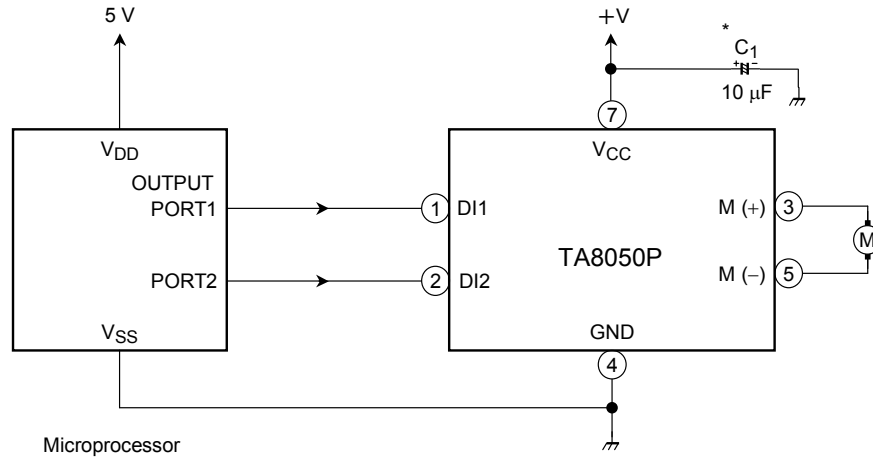 5 V
+V
*
C1
+ −
10 μF
7
VDD
VCC
OUTPUT
PORT1
1 DI1
M (+) 3
M
TA8050P
PORT2
2 DI2
M (−) 5
VSS
GND
4
Microprocessor